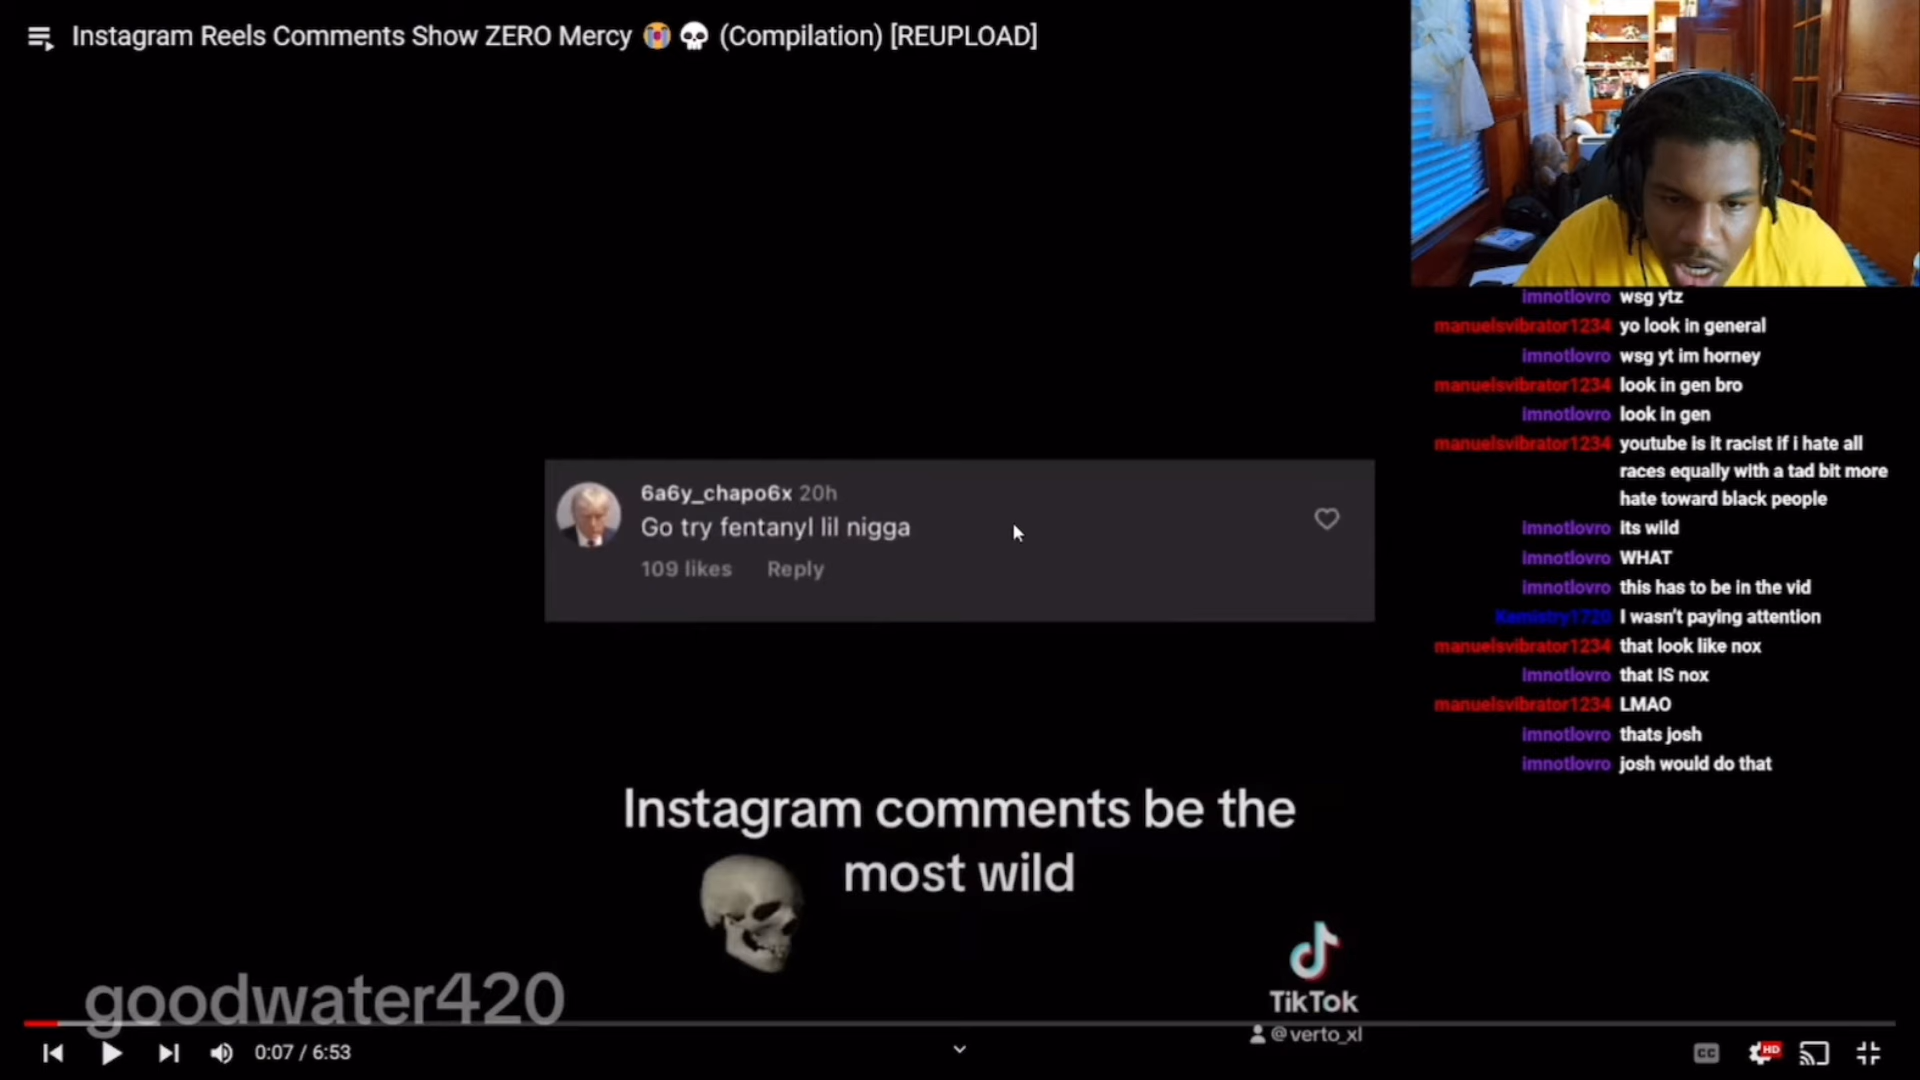 Instagram Reels Comments Show ZERO Mercy 😭 💀 (Compilation) [REUPLOAD]
imnotlovro wsg ytz
manuelsvibrator1234 yo look in general
imnotlovro wsg yt im horney
manuelsvibrator1234 look in gen bro
imnotlovro look in gen
manuelsvibrator1234 youtube is it racist if i hate all
races equally with a tad bit more
hate toward black people
imnotlovro its wild
imnotlovro WHAT
imnotlovro this has to be in the vid
Kemistry1720 I wasn't paying attention
manuelsvibrator1234 that look like nox
imnotlovro that IS nox
manuelsvibrator1234 LMAO
imnotlovro thats josh
imnotlovro josh would do that
6a6y_chapo6x 20h
Go try fentanyl lil nigga
109 likes Reply
Instagram comments be the
most wild
goodwater420
TikTok
@verto_xl
0:07 / 6:53
CC
HD